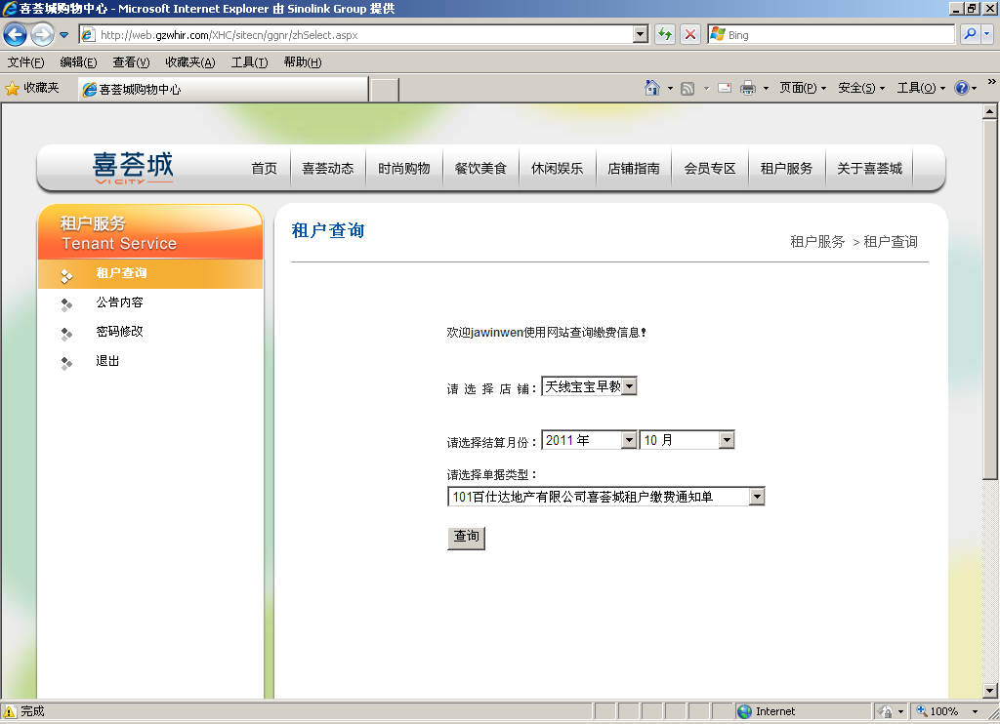 喜荟城购物中心 - Microsoft Internet Explorer 由 Sinolink Group 提供
http://web.gzwhir.com/XHC/sitecn/ggnr/zhSelect.aspx
Bing
文件(F) 编辑(E) 查看(V) 收藏夹(A) 工具(T) 帮助(H)
收藏夹 喜荟城购物中心 页面(P) 安全(S) 工具(O) »
喜荟城
VI CITY
首页 喜荟动态 时尚购物 餐饮美食 休闲娱乐 店铺指南 会员专区 租户服务 关于喜荟城
租户服务
Tenant Service
租户查询
公告内容
密码修改
退出
租户查询
租户服务 > 租户查询
欢迎jawinwen使用网站查询缴费信息!
请 选 择 店 铺： 天线宝宝早教
请选择结算月份： 2011 年 10 月
请选择单据类型：
101百仕达地产有限公司喜荟城租户缴费通知单
查询
完成 Internet 100%